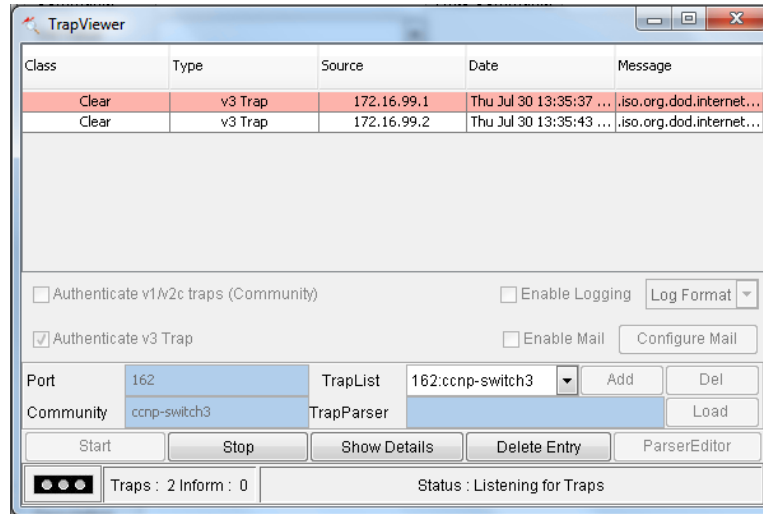 TrapViewer
Class Type Source Date Message
Clear v3 Trap 172.16.99.1 Thu Jul 30 13:35:37 ... .iso.org.dod.internet...
Clear v3 Trap 172.16.99.2 Thu Jul 30 13:35:43 ... .iso.org.dod.internet...
Authenticate v1/v2c traps (Community) Enable Logging Log Format
Authenticate v3 Trap Enable Mail Configure Mail
Port 162 TrapList 162:ccnp-switch3 Add Del
Community ccnp-switch3 TrapParser Load
Start Stop Show Details Delete Entry ParserEditor
Traps : 2 Inform : 0 Status : Listening for Traps